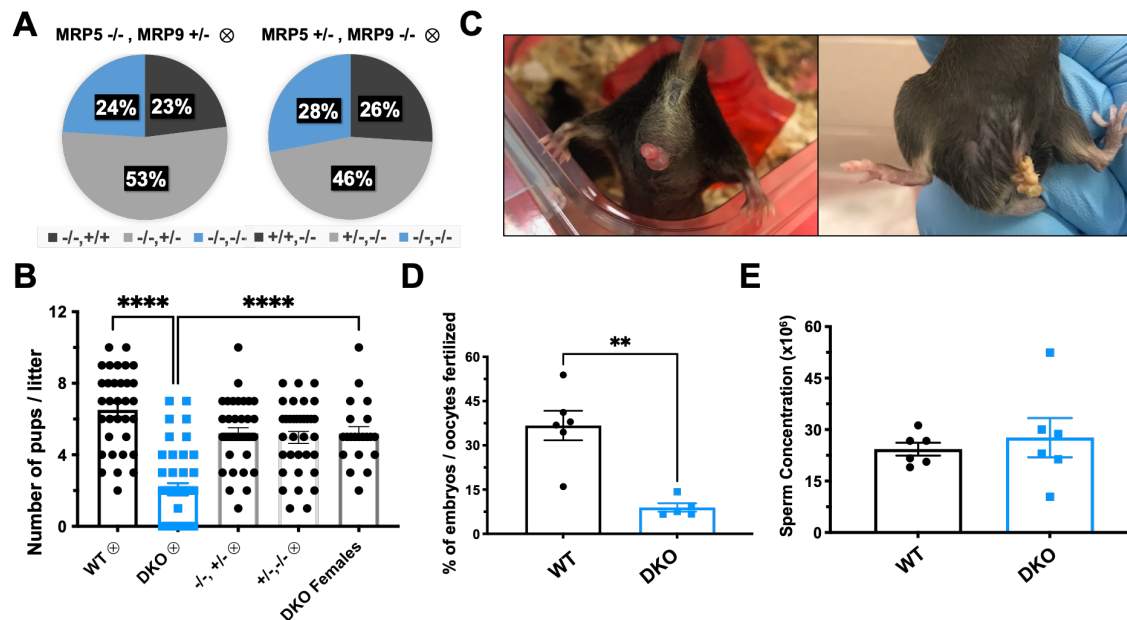 A
MRP5 -/- , MRP9 +/- ⊗
MRP5 +/- , MRP9 -/- ⊗
24%
23%
53%
28%
26%
46%
-/-,+/+
-/-,+/-
-/-,-/-
+/+,-/-
+/-,-/-
-/-,-/-
B
Number of pups / litter
12
8
4
0
****
****
WT ⊕
DKO ⊕
-/-, +/- ⊕
+/-,-/- ⊕
DKO Females
C
D
% of embryos / oocytes fertilized
60
45
30
15
0
**
WT
DKO
E
Sperm Concentration (x10⁶)
60
45
30
15
0
WT
DKO